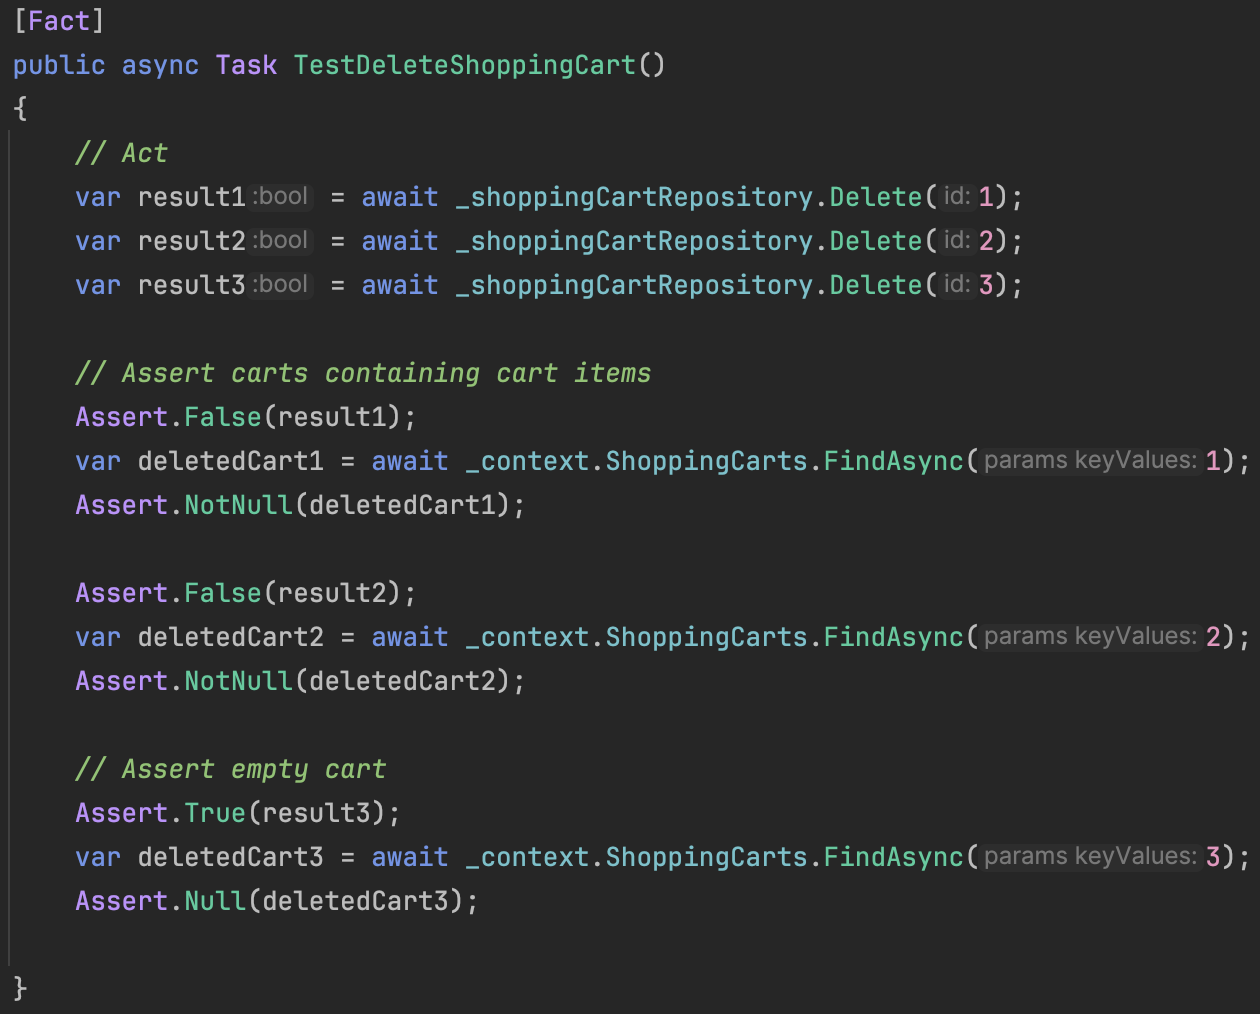 [Fact]
public async Task TestDeleteShoppingCart()
{
    // Act
    var result1 :bool = await _shoppingCartRepository.Delete( id: 1);
    var result2 :bool = await _shoppingCartRepository.Delete( id: 2);
    var result3 :bool = await _shoppingCartRepository.Delete( id: 3);

    // Assert carts containing cart items
    Assert.False(result1);
    var deletedCart1 = await _context.ShoppingCarts.FindAsync( params keyValues: 1);
    Assert.NotNull(deletedCart1);

    Assert.False(result2);
    var deletedCart2 = await _context.ShoppingCarts.FindAsync( params keyValues: 2);
    Assert.NotNull(deletedCart2);

    // Assert empty cart
    Assert.True(result3);
    var deletedCart3 = await _context.ShoppingCarts.FindAsync( params keyValues: 3);
    Assert.Null(deletedCart3);

}